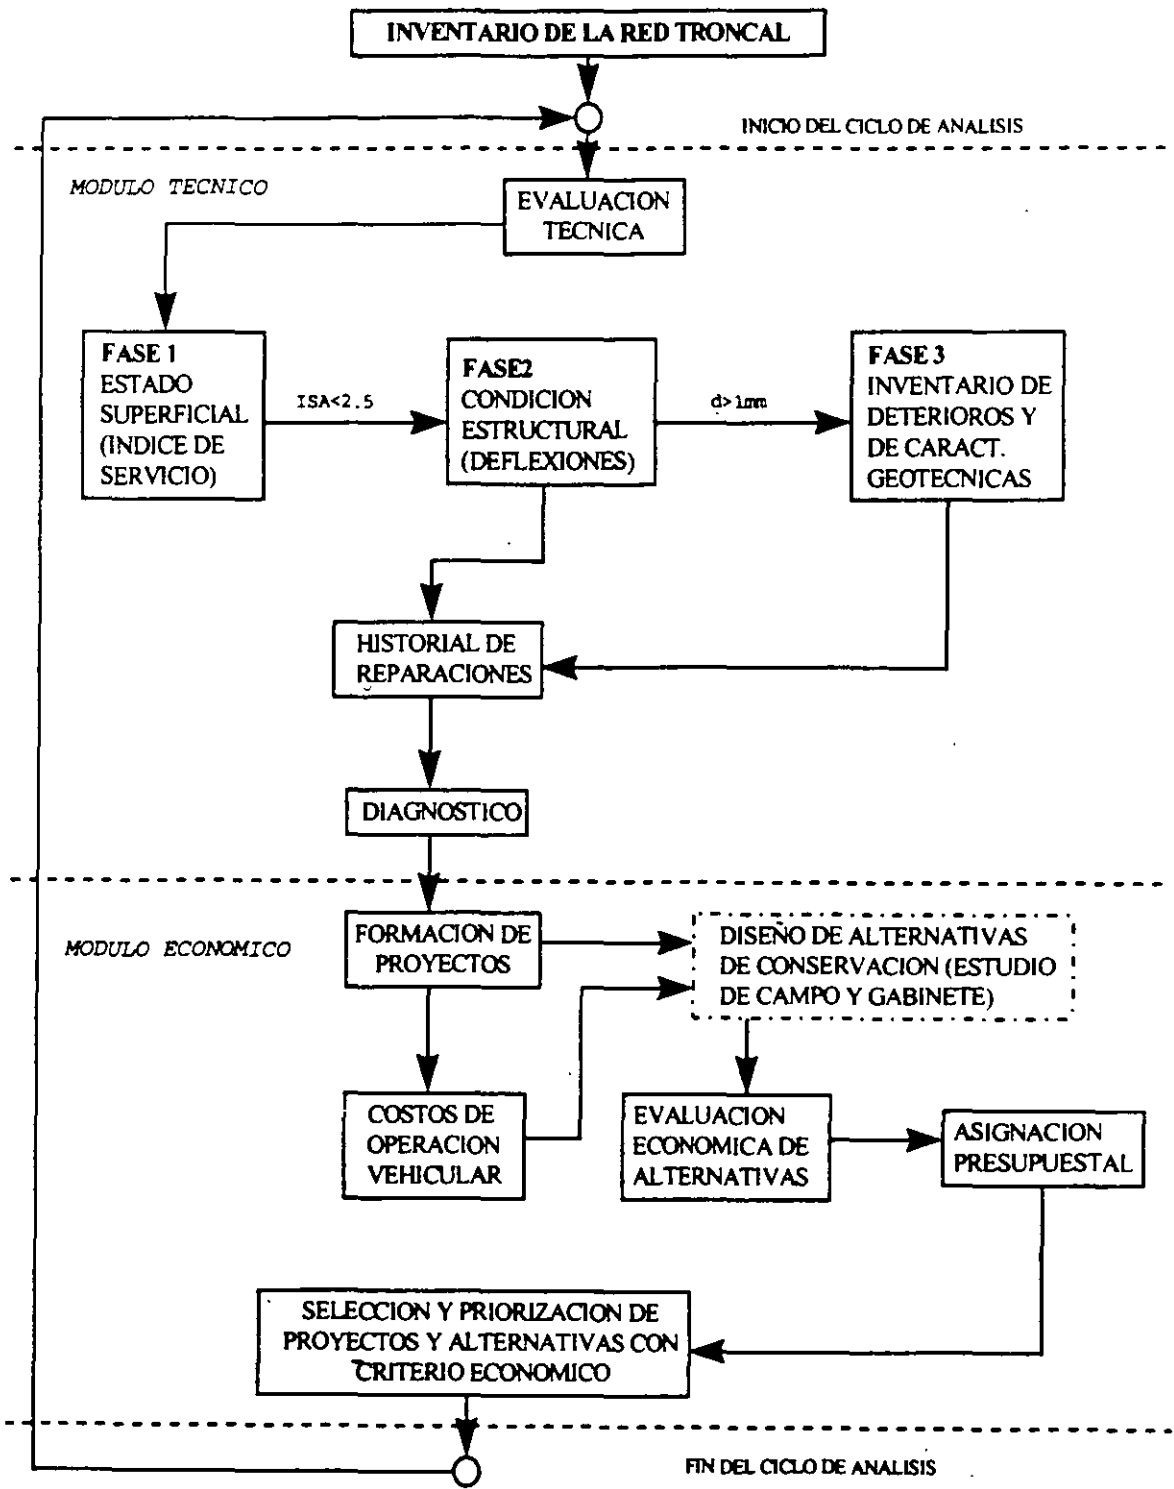 INVENTARIO DE LA RED TRONCAL
INICIO DEL CICLO DE ANALISIS
MODULO TECNICO
EVALUACION
TECNICA
FASE 1
ESTADO
SUPERFICIAL
(INDICE DE
SERVICIO)
ISA<2.5
FASE2
CONDICION
ESTRUCTURAL
(DEFLEXIONES)
d>1mm
FASE 3
INVENTARIO DE
DETERIOROS Y
DE CARACT.
GEOTECNICAS
HISTORIAL DE
REPARACIONES
DIAGNOSTICO
MODULO ECONOMICO
FORMACION DE
PROYECTOS
DISEÑO DE ALTERNATIVAS
DE CONSERVACION (ESTUDIO
DE CAMPO Y GABINETE)
COSTOS DE
OPERACION
VEHICULAR
EVALUACION
ECONOMICA DE
ALTERNATIVAS
ASIGNACION
PRESUPUESTAL
SELECCION Y PRIORIZACION DE
PROYECTOS Y ALTERNATIVAS CON
CRITERIO ECONOMICO
FIN DEL CICLO DE ANALISIS